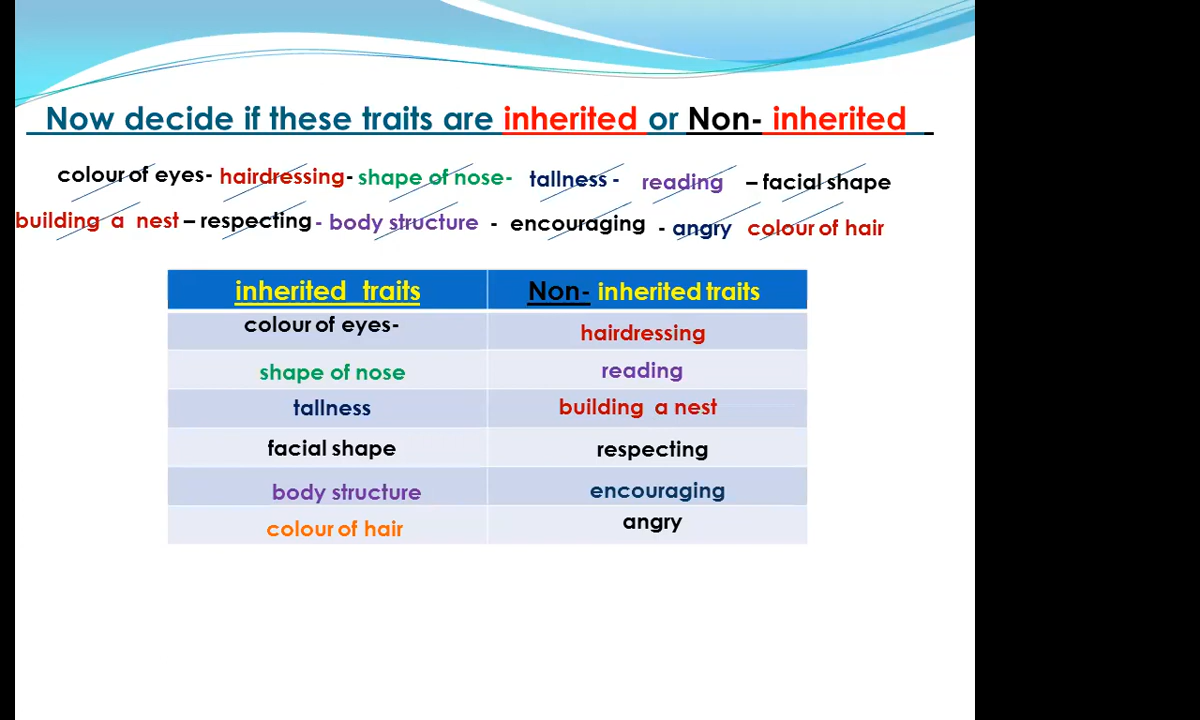 Now decide if these traits are inherited or Non- inherited
colour of eyes- hairdressing- shape of nose- tallness - reading – facial shape
building a nest – respecting - body structure - encouraging - angry colour of hair
inherited traits Non- inherited traits
colour of eyes- hairdressing
shape of nose reading
tallness building a nest
facial shape respecting
body structure encouraging
colour of hair angry